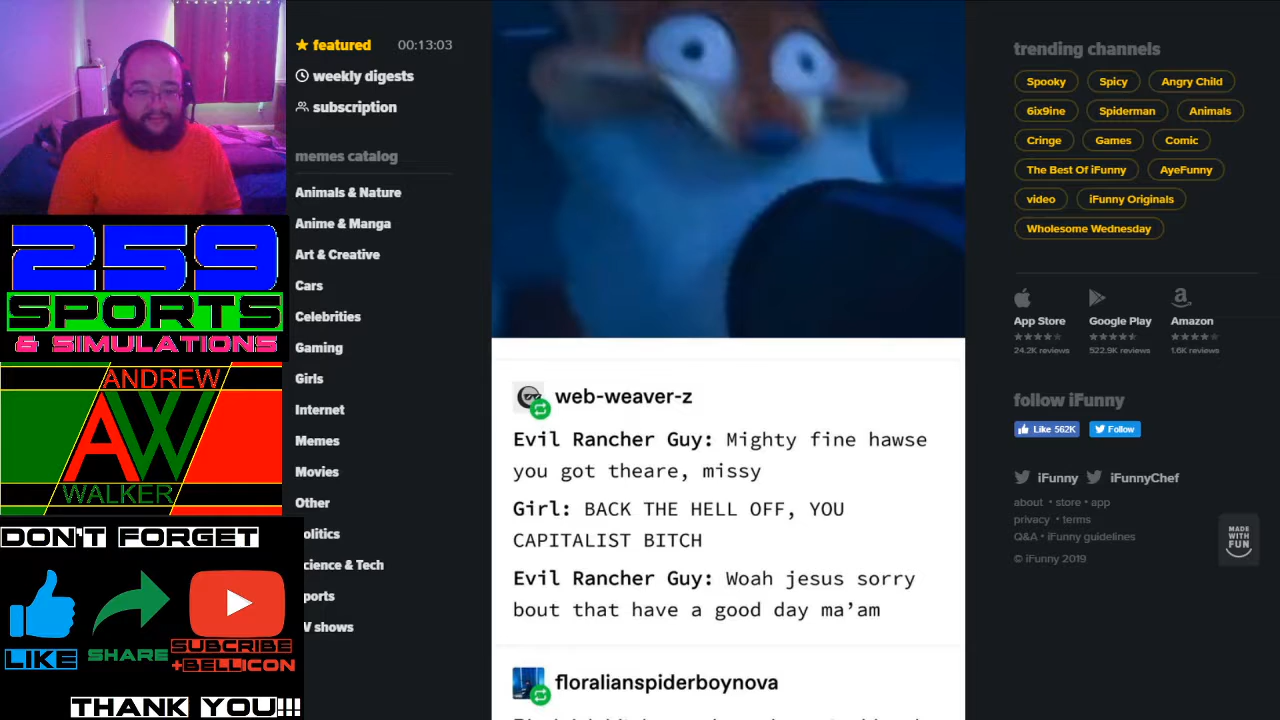 259
SPORTS
& SIMULATIONS
ANDREW
AW
WALKER
DON'T FORGET
LIKE
SHARE
SUBCRIBE
+BELLICON
THANK YOU!!!
featured 00:13:03
weekly digests
subscription
memes catalog
Animals & Nature
Anime & Manga
Art & Creative
Cars
Celebrities
Gaming
Girls
Internet
Memes
Movies
Other
olitics
cience & Tech
ports
V shows
web-weaver-z
Evil Rancher Guy: Mighty fine hawse
you got theare, missy
Girl: BACK THE HELL OFF, YOU
CAPITALIST BITCH
Evil Rancher Guy: Woah jesus sorry
bout that have a good day ma’am
floralianspiderboynova
trending channels
Spooky Spicy Angry Child
6ix9ine Spiderman Animals
Cringe Games Comic
The Best Of iFunny AyeFunny
video iFunny Originals
Wholesome Wednesday
App Store Google Play Amazon
24.2K reviews 522.9K reviews 1.6K reviews
follow iFunny
Like 562K Follow
iFunny iFunnyChef
about • store • app
privacy • terms
Q&A • iFunny guidelines
© iFunny 2019
MADE
WITH
FUN